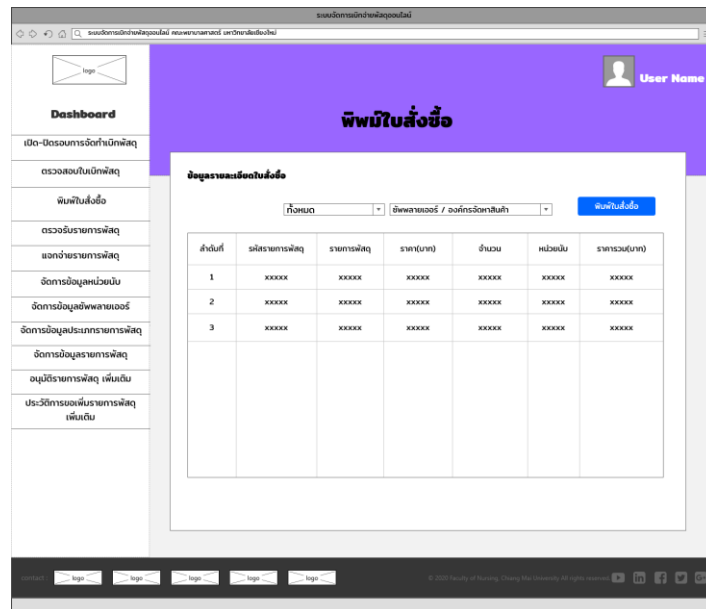 ระบบจัดการเบิกจ่ายพัสดุออนไลน์
ระบบจัดการเบิกจ่ายพัสดุออนไลน์ คณะพยาบาลศาสตร์ มหาวิทยาลัยเชียงใหม่
logo
User Name
Dashboard
พิพม์ใบสั่งซื้อ
เปิด-ปิดรอบการจัดทำเบิกพัสดุ
ตรวจสอบใบเบิกพัสดุ
พิมพ์ใบสั่งซื้อ
ตรวจรับรายการพัสดุ
แจกจ่ายรายการพัสดุ
จัดการข้อมูลหน่วยนับ
จัดการข้อมูลซัพพลายเออร์
จัดการข้อมูลประเภทรายการพัสดุ
จัดการข้อมูลรายการพัสดุ
อนุมัติรายการพัสดุ เพิ่มเติม
ประวัติการขอเพิ่มรายการพัสดุ
เพิ่มเติม
ข้อมูลรายละเอียดใบสั่งซื้อ
ทั้งหมด ซัพพลายเออร์ / องค์กรจัดหาสินค้า พิมพ์ใบสั่งซื้อ
ลำดับที่ รหัสรายการพัสดุ รายการพัสดุ ราคา(บาท) จำนวน หน่วยนับ ราคารวม(บาท)
1 xxxxx xxxxx xxxxx xxxxx xxxxx xxxxx
2 xxxxx xxxxx xxxxx xxxxx xxxxx xxxxx
3 xxxxx xxxxx xxxxx xxxxx xxxxx xxxxx
contact logo logo logo logo logo © 2020 Faculty of Nursing, Chiang Mai University All rights reserved